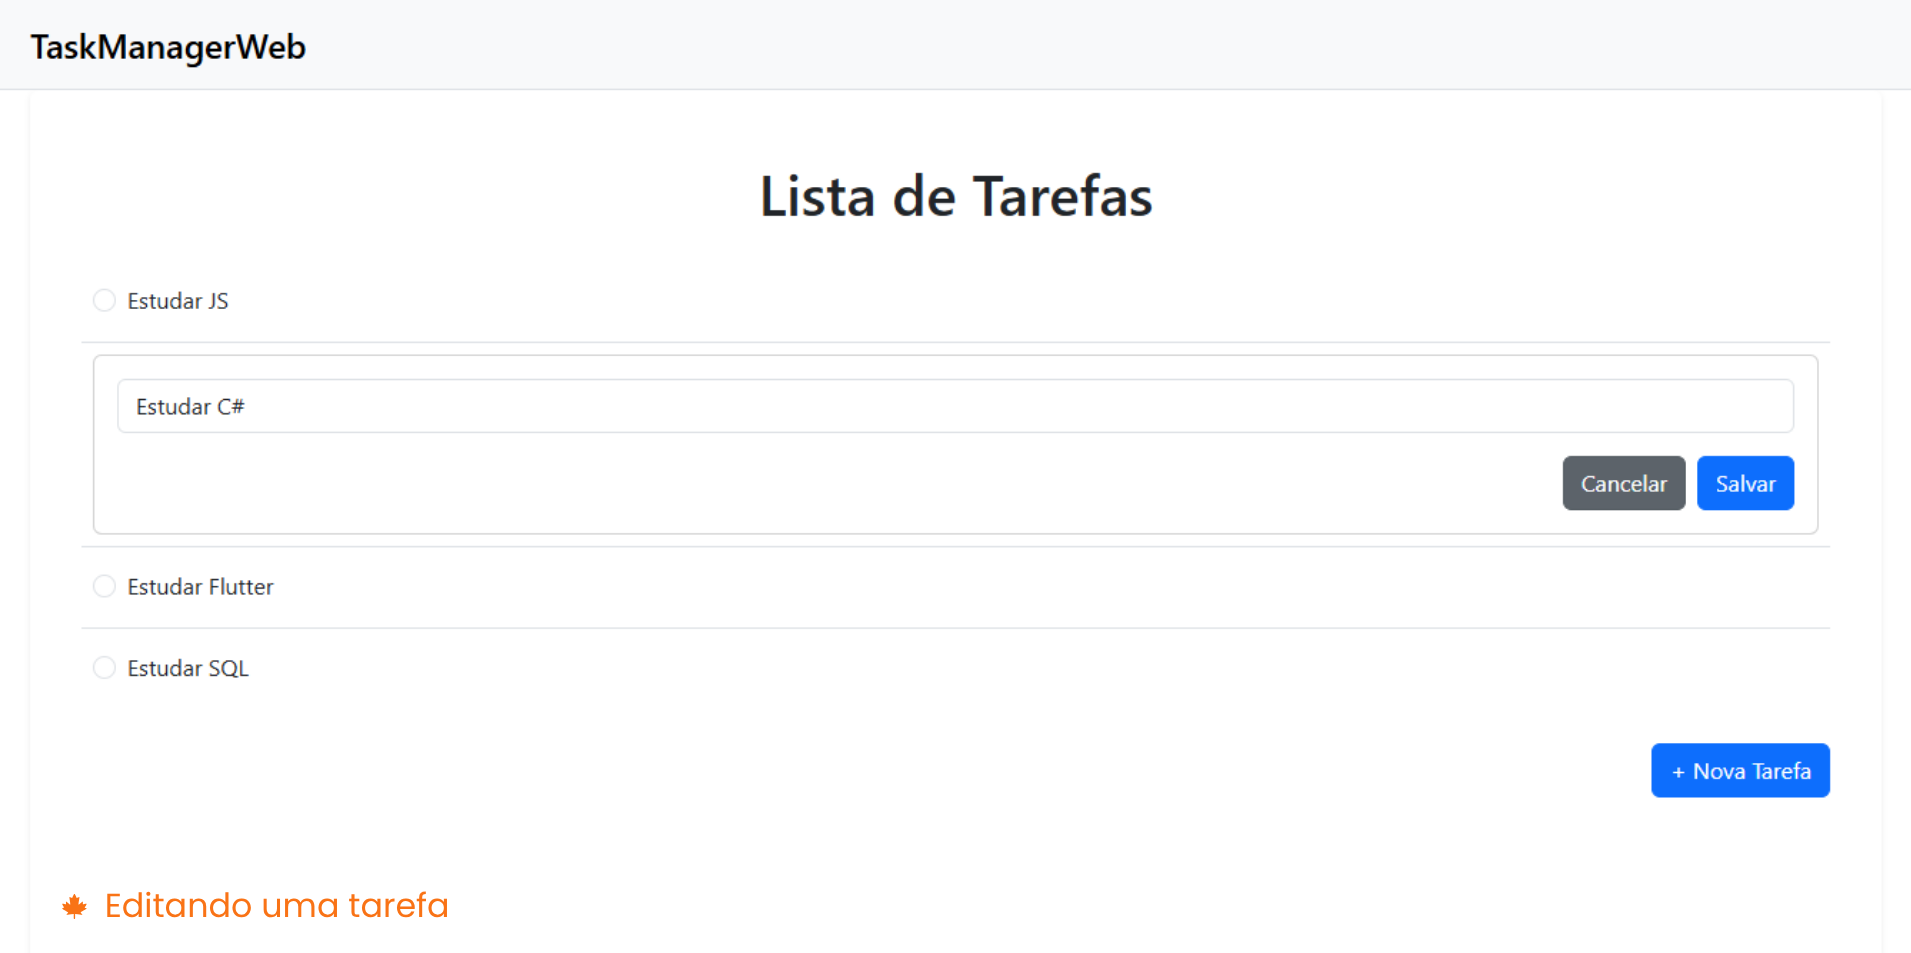 TaskManagerWeb
Lista de Tarefas
Estudar JS
Estudar C#
Cancelar Salvar
Estudar Flutter
Estudar SQL
+ Nova Tarefa
Editando uma tarefa